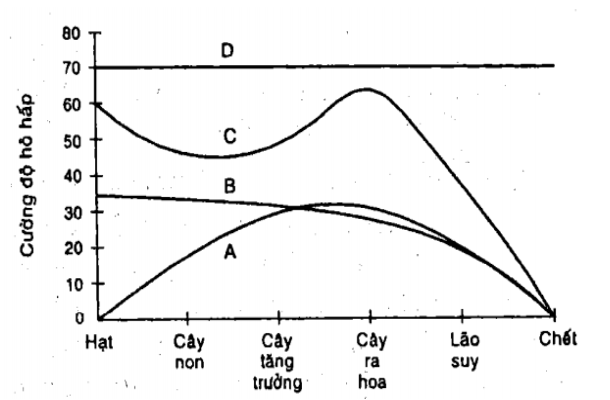 80
70
60
50
40
30
20
10
0
Cường độ hô hấp
D
C
B
A
Hạt
Cây non
Cây tăng trưởng
Cây ra hoa
Lão suy
Chết